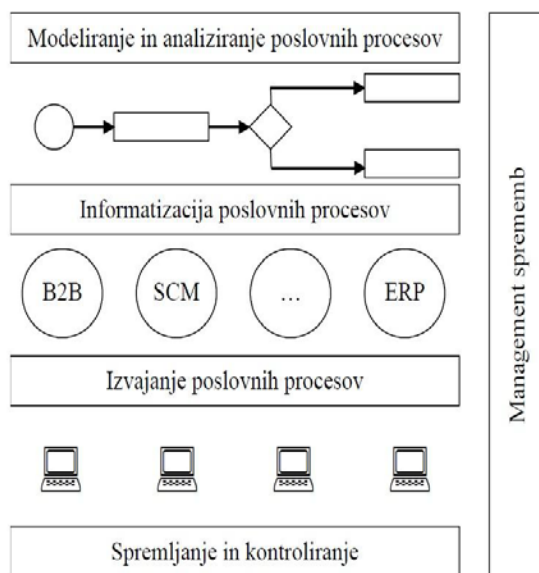 Modeliranje in analiziranje poslovnih procesov
Informatizacija poslovnih procesov
B2B
SCM
...
ERP
Izvajanje poslovnih procesov
Spremljanje in kontroliranje
Management sprememb